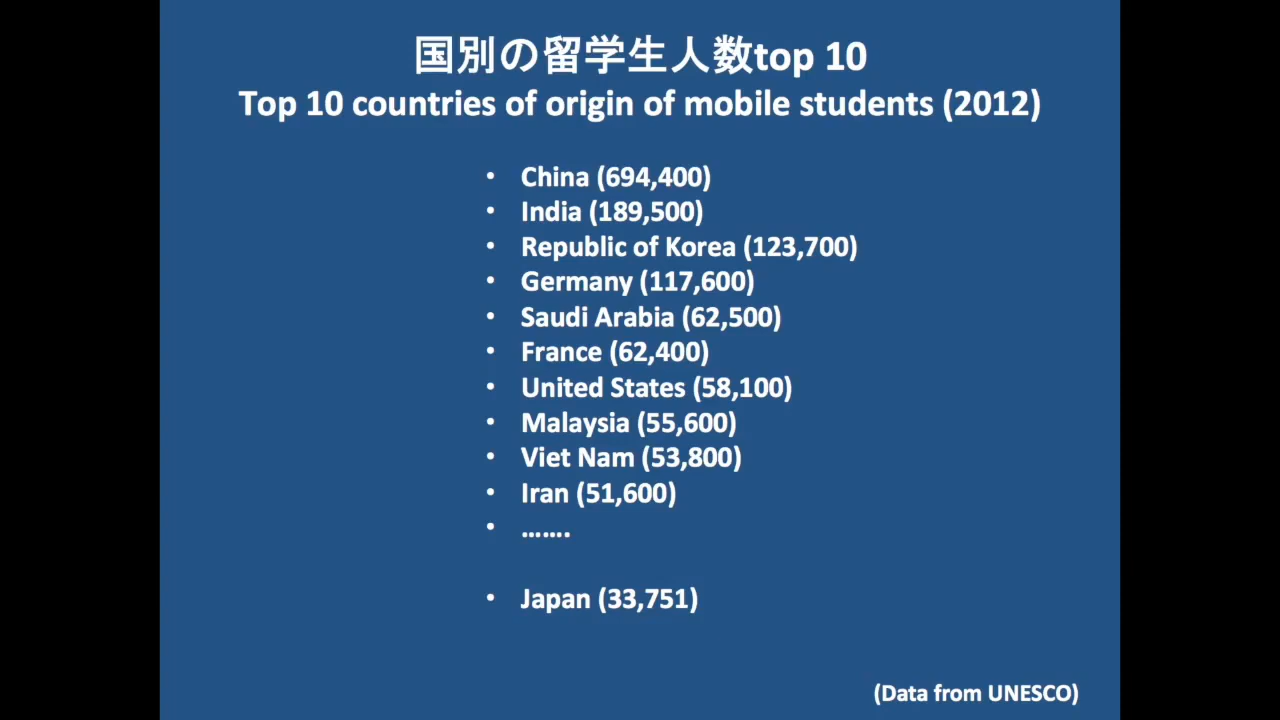 国別の留学生人数top 10
Top 10 countries of origin of mobile students (2012)
• China (694,400)
• India (189,500)
• Republic of Korea (123,700)
• Germany (117,600)
• Saudi Arabia (62,500)
• France (62,400)
• United States (58,100)
• Malaysia (55,600)
• Viet Nam (53,800)
• Iran (51,600)
• …….
• Japan (33,751)
(Data from UNESCO)